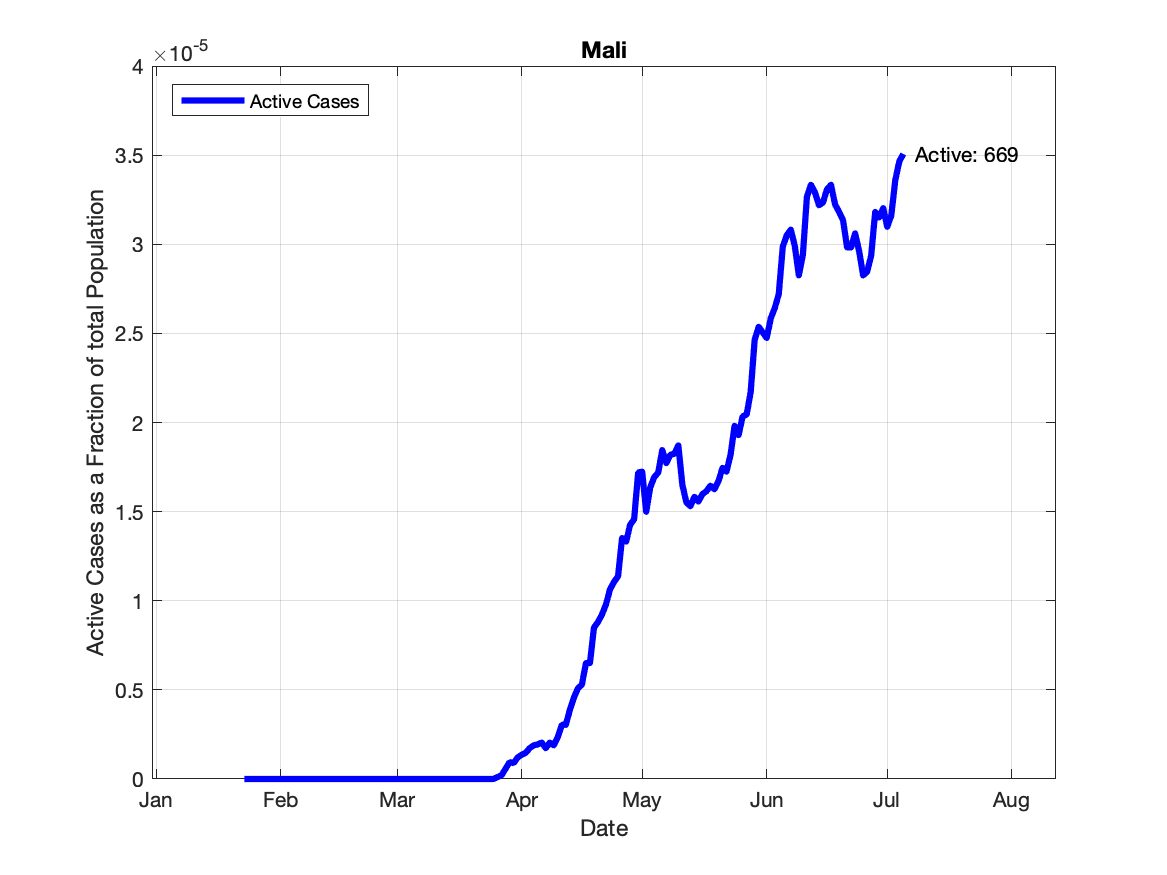 Mali
×10-5
4
3.5
3
2.5
2
1.5
1
0.5
0
Active Cases as a Fraction of total Population
Active Cases
Active: 669
Jan Feb Mar Apr May Jun Jul Aug
Date